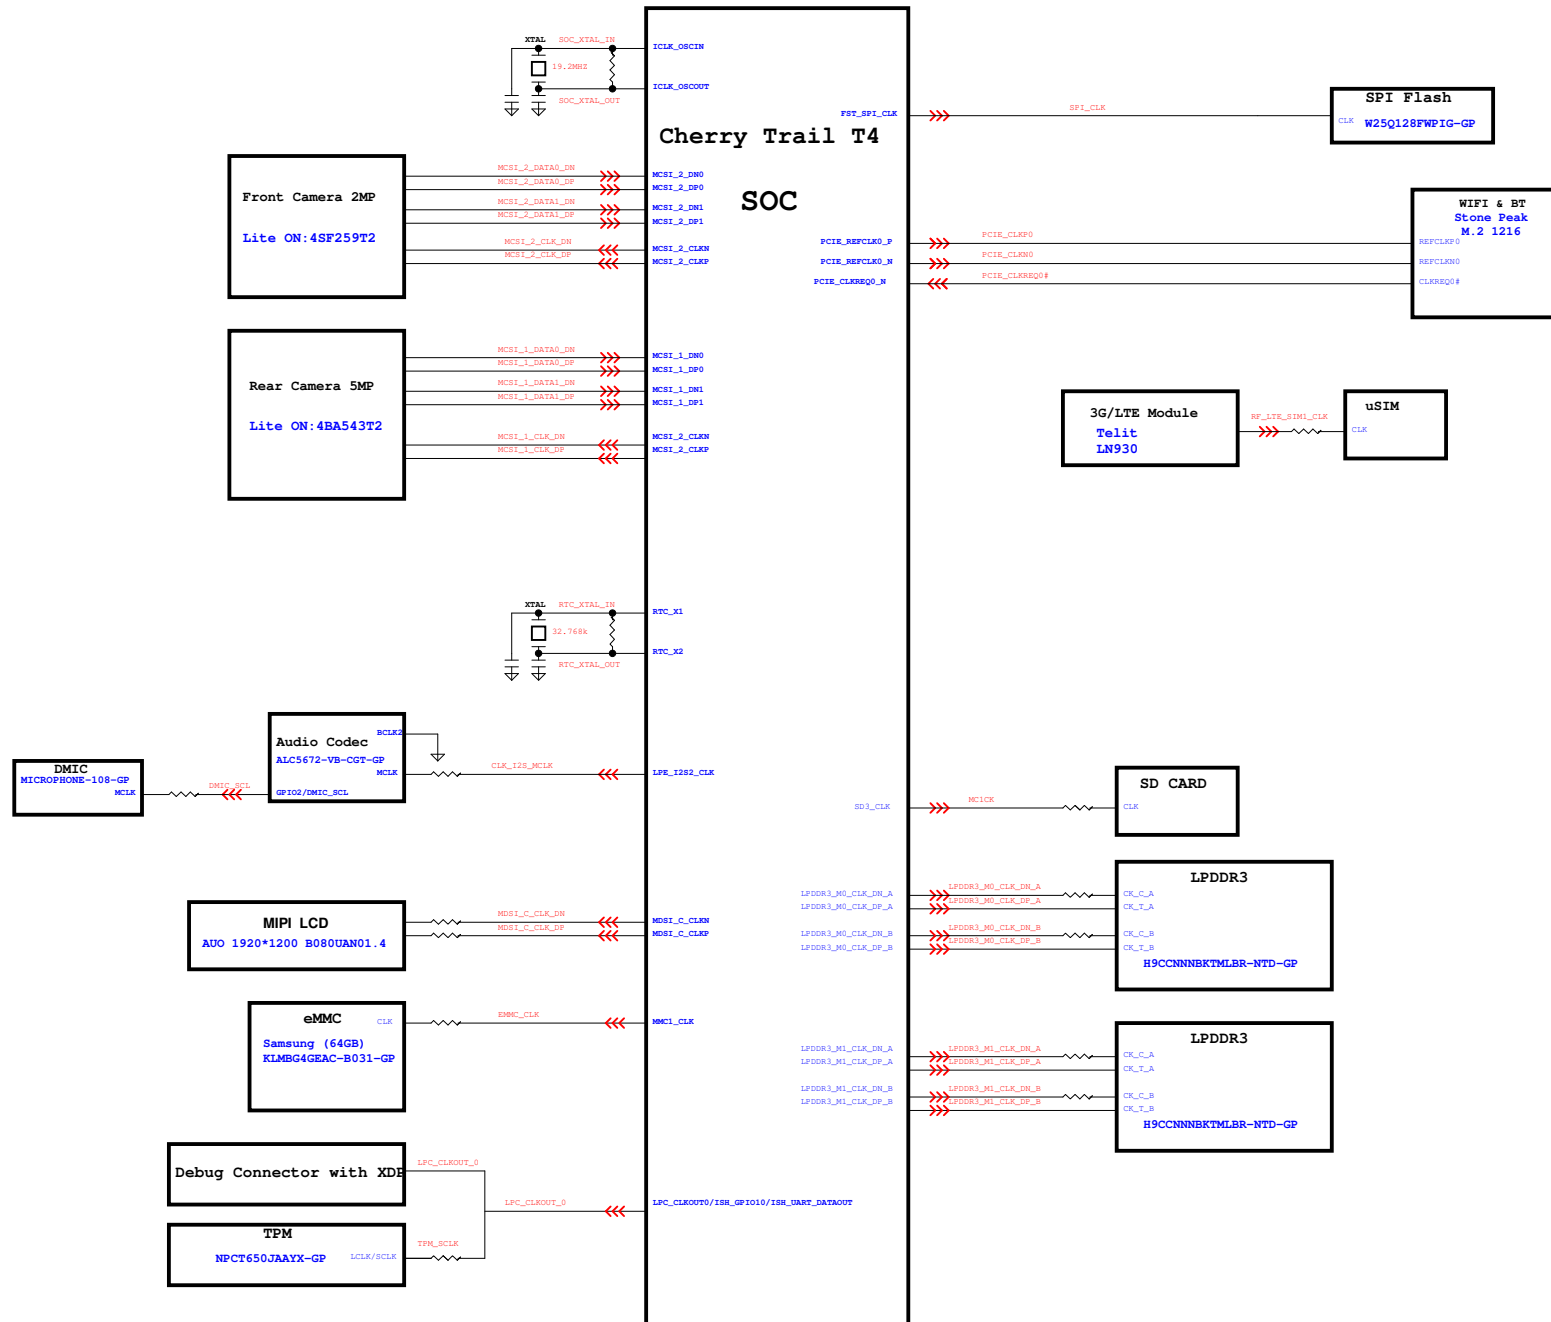 XTAL
SOC_XTAL_IN
19.2MHZ
SOC_XTAL_OUT
ICLK_OSCIN
ICLK_OSCOUT
Cherry Trail T4
SOC
FST_SPI_CLK
SPI_CLK
SPI Flash
CLK
W25Q128FWPIG-GP
Front Camera 2MP
Lite ON:4SF259T2
MCSI_2_DATA0_DN
MCSI_2_DATA0_DP
MCSI_2_DATA1_DN
MCSI_2_DATA1_DP
MCSI_2_CLK_DN
MCSI_2_CLK_DP
MCSI_2_DN0
MCSI_2_DP0
MCSI_2_DN1
MCSI_2_DP1
MCSI_2_CLKN
MCSI_2_CLKP
PCIE_REFCLK0_P
PCIE_REFCLK0_N
PCIE_CLKREQ0_N
PCIE_CLKP0
PCIE_CLKN0
PCIE_CLKREQ0#
WIFI & BT
Stone Peak
M.2 1216
REFCLKP0
REFCLKN0
CLKREQ0#
Rear Camera 5MP
Lite ON:4BA543T2
MCSI_1_DATA0_DN
MCSI_1_DATA0_DP
MCSI_1_DATA1_DN
MCSI_1_DATA1_DP
MCSI_1_CLK_DN
MCSI_1_CLK_DP
MCSI_1_DN0
MCSI_1_DP0
MCSI_1_DN1
MCSI_1_DP1
MCSI_2_CLKN
MCSI_2_CLKP
3G/LTE Module
Telit
LN930
RF_LTE_SIM1_CLK
uSIM
CLK
XTAL
RTC_XTAL_IN
32.768k
RTC_XTAL_OUT
RTC_X1
RTC_X2
DMIC
MICROPHONE-108-GP
MCLK
DMIC_SCL
Audio Codec
ALC5672-VB-CGT-GP
BCLK2
MCLK
GPIO2/DMIC_SCL
CLK_I2S_MCLK
LPE_I2S2_CLK
SD3_CLK
MC1CK
SD CARD
CLK
MIPI LCD
AUO 1920*1200 B080UAN01.4
MDSI_C_CLK_DN
MDSI_C_CLK_DP
MDSI_C_CLKN
MDSI_C_CLKP
LPDDR3_M0_CLK_DN_A
LPDDR3_M0_CLK_DP_A
LPDDR3_M0_CLK_DN_B
LPDDR3_M0_CLK_DP_B
LPDDR3_M0_CLK_DN_A
LPDDR3_M0_CLK_DP_A
LPDDR3_M0_CLK_DN_B
LPDDR3_M0_CLK_DP_B
LPDDR3
CK_C_A
CK_T_A
CK_C_B
CK_T_B
H9CCNNNBKTMLBR-NTD-GP
eMMC
CLK
Samsung (64GB)
KLMBG4GEAC-B031-GP
EMMC_CLK
MMC1_CLK
LPDDR3_M1_CLK_DN_A
LPDDR3_M1_CLK_DP_A
LPDDR3_M1_CLK_DN_B
LPDDR3_M1_CLK_DP_B
LPDDR3_M1_CLK_DN_A
LPDDR3_M1_CLK_DP_A
LPDDR3_M1_CLK_DN_B
LPDDR3_M1_CLK_DP_B
LPDDR3
CK_C_A
CK_T_A
CK_C_B
CK_T_B
H9CCNNNBKTMLBR-NTD-GP
Debug Connector with XDP
LPC_CLKOUT_0
LPC_CLKOUT_0
LPC_CLKOUT0/ISH_GPIO10/ISH_UART_DATAOUT
TPM
NPCT650JAAYX-GP
LCLK/SCLK
TPM_SCLK